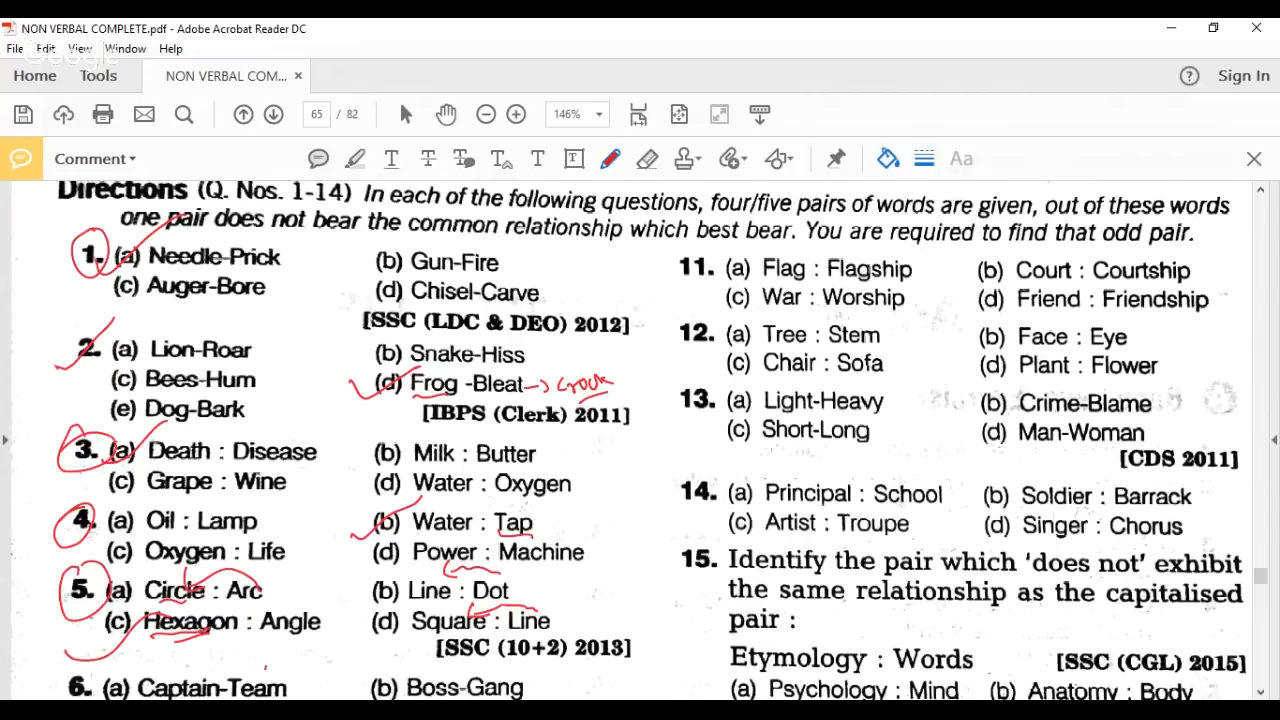 NON VERBAL COMPLETE.pdf - Adobe Acrobat Reader DC
File Edit View Window Help
Google
Home Tools NON VERBAL COM... × Sign In
65 / 82 146%
Comment
Directions (Q. Nos. 1-14) In each of the following questions, four/five pairs of words are given, out of these words
one pair does not bear the common relationship which best bear. You are required to find that odd pair.
1. (a) Needle-Prick (b) Gun-Fire
(c) Auger-Bore (d) Chisel-Carve
[SSC (LDC & DEO) 2012]
2. (a) Lion-Roar (b) Snake-Hiss
(c) Bees-Hum (d) Frog -Bleat → Crock
(e) Dog-Bark [IBPS (Clerk) 2011]
3. (a) Death : Disease (b) Milk : Butter
(c) Grape : Wine (d) Water : Oxygen
4. (a) Oil : Lamp (b) Water : Tap
(c) Oxygen : Life (d) Power : Machine
5. (a) Circle : Arc (b) Line : Dot
(c) Hexagon : Angle (d) Square : Line
[SSC (10+2) 2013]
6. (a) Captain-Team (b) Boss-Gang
11. (a) Flag : Flagship (b) Court : Courtship
(c) War : Worship (d) Friend : Friendship
12. (a) Tree : Stem (b) Face : Eye
(c) Chair : Sofa (d) Plant : Flower
13. (a) Light-Heavy (b) Crime-Blame
(c) Short-Long (d) Man-Woman
[CDS 2011]
14. (a) Principal : School (b) Soldier : Barrack
(c) Artist : Troupe (d) Singer : Chorus
15. Identify the pair which 'does not' exhibit
the same relationship as the capitalised
pair :
Etymology : Words [SSC (CGL) 2015]
(a) Psychology : Mind (b) Anatomy : Body